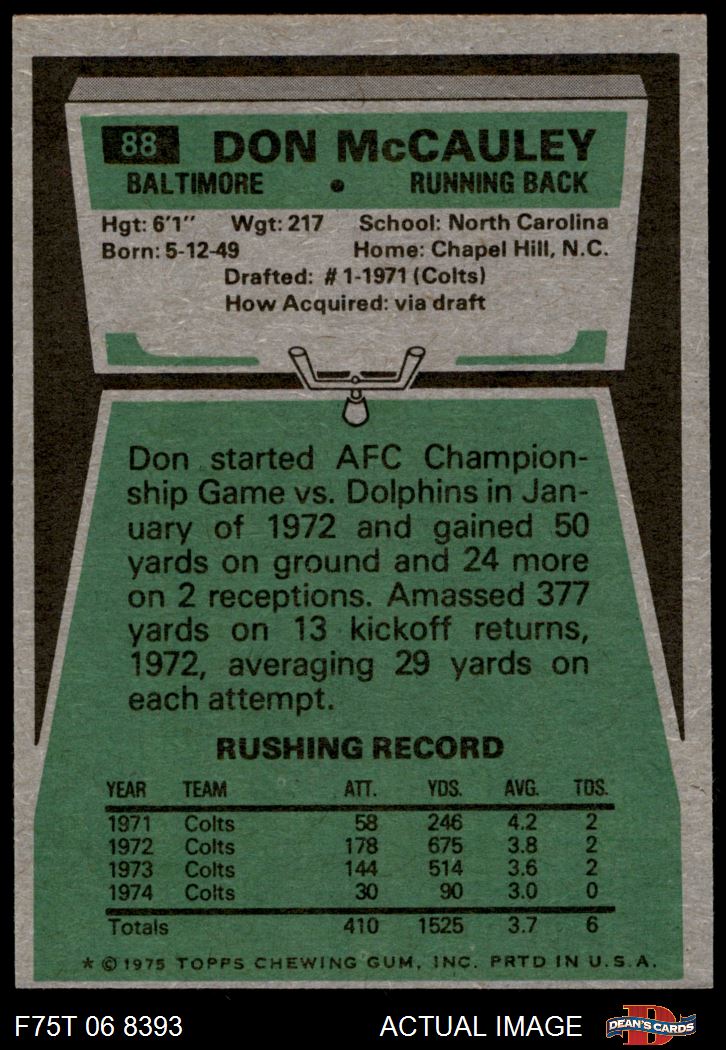 88 DON McCAULEY
BALTIMORE • RUNNING BACK
Hgt: 6'1" Wgt: 217 School: North Carolina
Born: 5-12-49 Home: Chapel Hill, N.C.
Drafted: #1-1971 (Colts)
How Acquired: via draft
Don started AFC Champion-
ship Game vs. Dolphins in Jan-
uary of 1972 and gained 50
yards on ground and 24 more
on 2 receptions. Amassed 377
yards on 13 kickoff returns,
1972, averaging 29 yards on
each attempt.
RUSHING RECORD
YEAR TEAM ATT. YDS. AVG. TDS.
1971 Colts 58 246 4.2 2
1972 Colts 178 675 3.8 2
1973 Colts 144 514 3.6 2
1974 Colts 30 90 3.0 0
Totals 410 1525 3.7 6
* © 1975 TOPPS CHEWING GUM, INC. PRTD IN U.S.A.
F75T 06 8393 ACTUAL IMAGE D DEAN'S CARDS